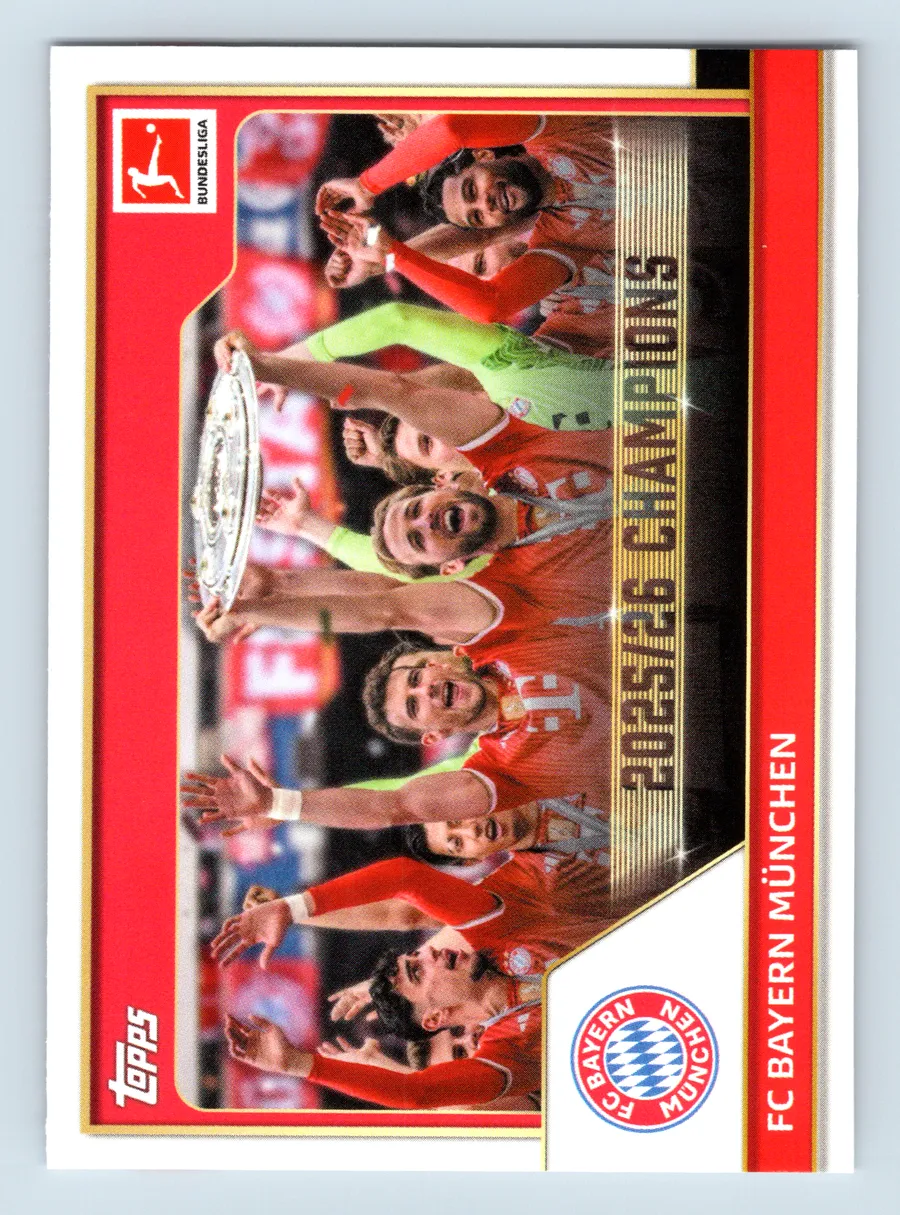 topps
BUNDESLIGA
2025/26 CHAMPIONS
FC BAYERN
MÜNCHEN
FC BAYERN MÜNCHEN